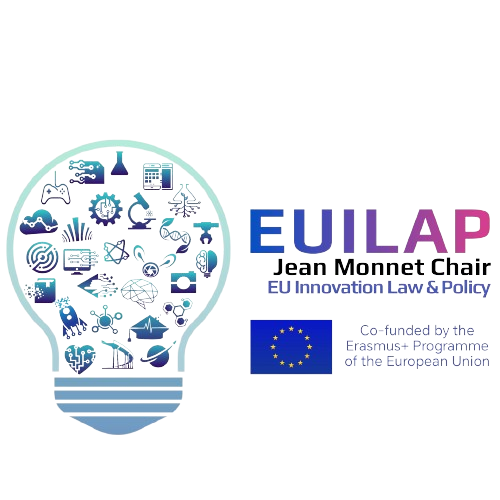 EUILAP
Jean Monnet Chair
EU Innovation Law & Policy
Co-funded by the
Erasmus+ Programme
of the European Union